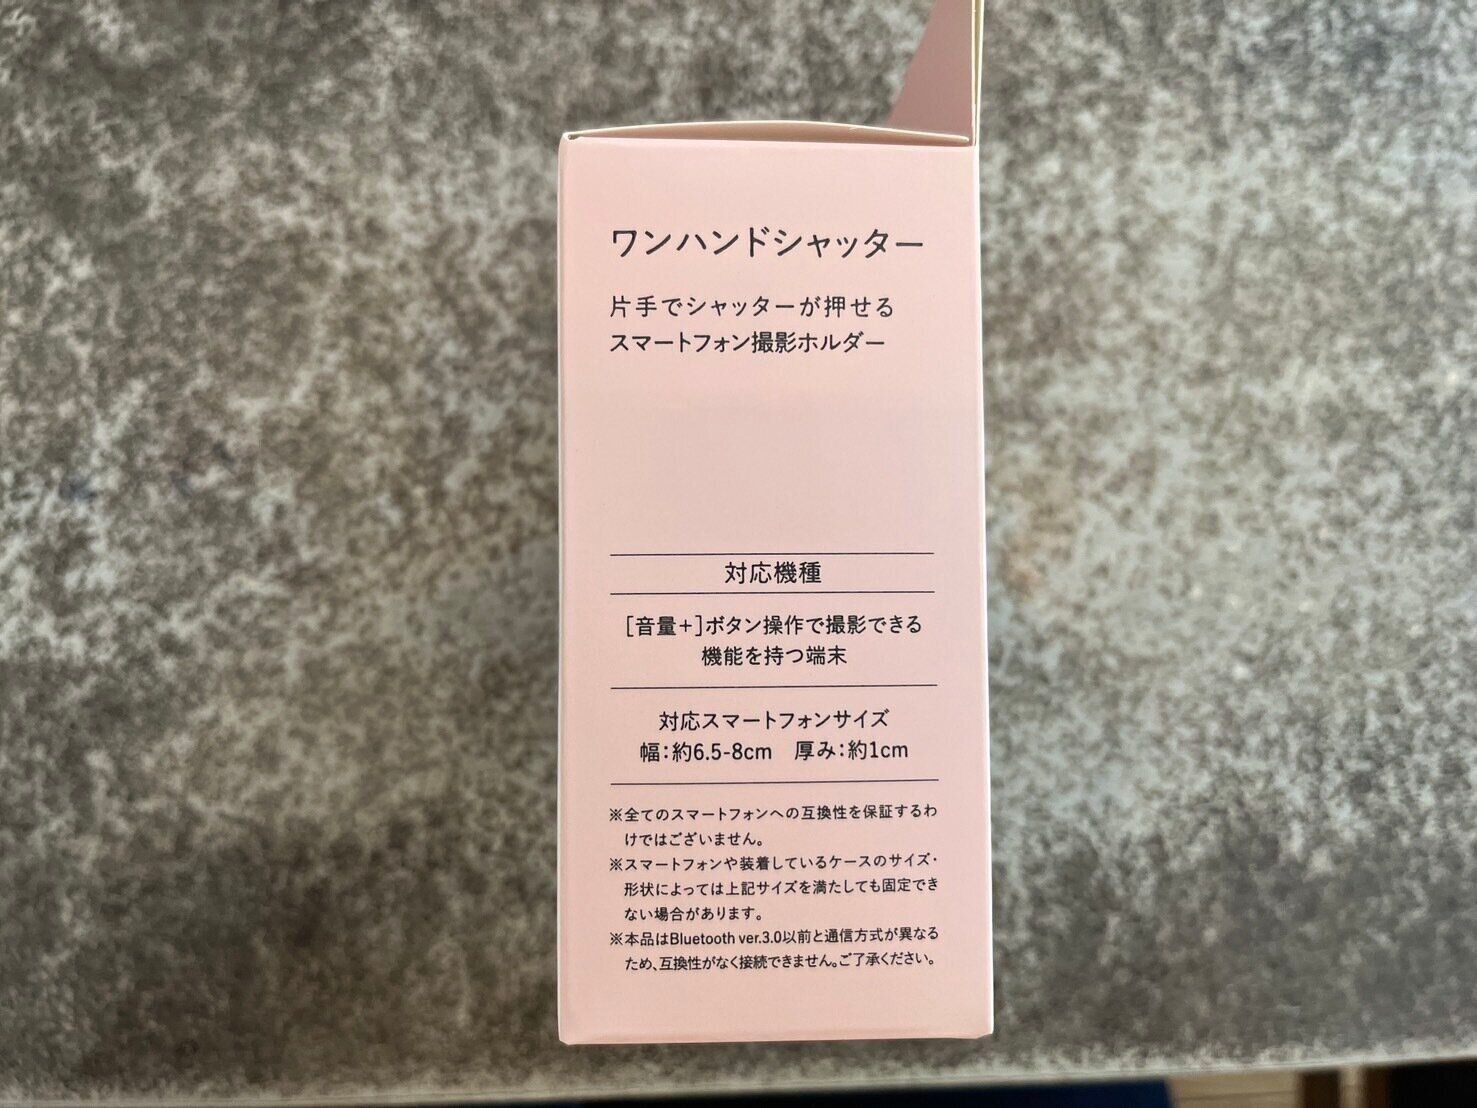 ワンハンドシャッター
片手でシャッターが押せる
スマートフォン撮影ホルダー
対応機種
[音量＋]ボタン操作で撮影できる
機能を持つ端末
対応スマートフォンサイズ
幅：約6.5-8cm　厚み：約1cm
※全てのスマートフォンへの互換性を保証するわ
けではございません。
※スマートフォンや装着しているケースのサイズ・
形状によっては上記サイズを満たしても固定でき
ない場合があります。
※本品はBluetooth ver.3.0以前と通信方式が異なる
ため、互換性がなく接続できません。ご了承ください。